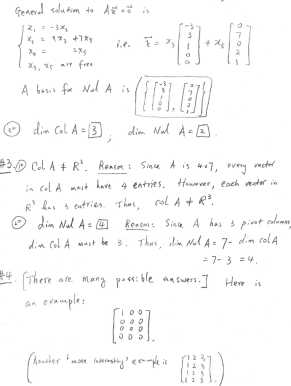 General solution to Ax⃗ = 0⃗ is
{ x₁ = -3x₃
x₂ = 3x₃ + 7x₅
x₄ = 2x₅
x₃, x₅ are free
i.e. x⃗ = x₃ [-3 3 1 0 0] + x₅ [0 7 0 2 1]
A basis for Nul A is { [-3 3 1 0 0], [0 7 0 2 1] }
(3°) dim Col A = 3, dim Nul A = 2.
#3. (1°) Col A ≠ R³. Reason: Since A is 4×7, every vector
in Col A must have 4 entries. However, each vector in
R³ has 3 entries. Thus, Col A ≠ R³.
(2°) dim Nul A = 4 Reason: Since A has 3 pivot columns,
dim Col A must be 3. Thus, dim Nul A = 7 - dim Col A
= 7 - 3 = 4.
#4. [There are many possible answers.] Here is
an example:
[1 0 0
0 0 0
0 0 0
0 0 0].
(Another "more interesting" example is [1 2 3
1 2 3
1 2 3
1 2 3].)